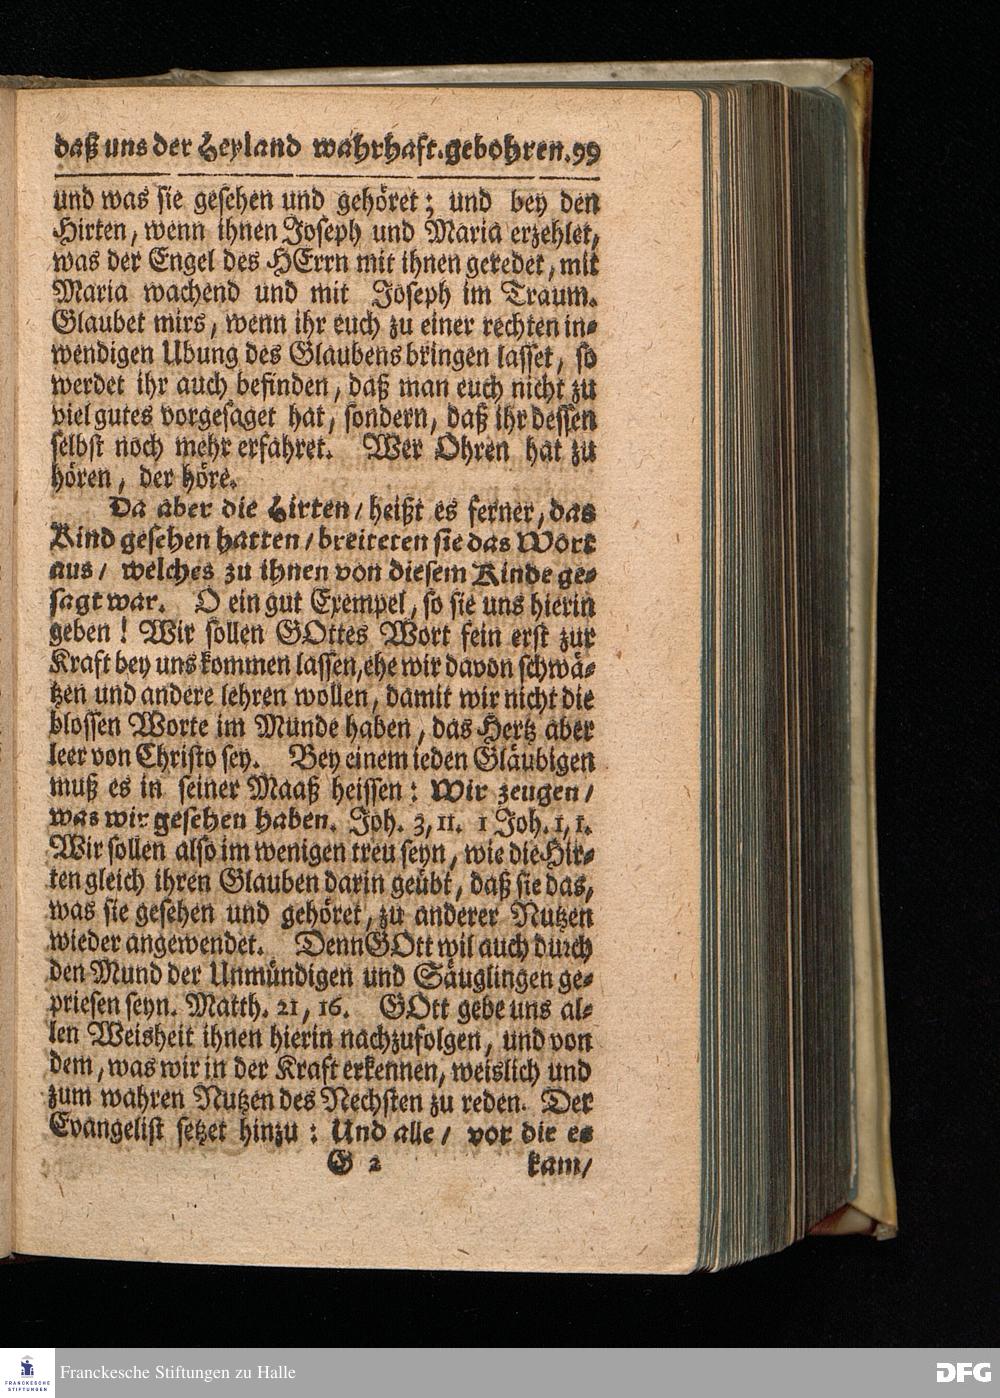 daß uns der Heyland wahrhaft.gebohren.99
und was sie gesehen und gehöret; und bey den
Hirten, wenn ihnen Joseph und Maria erzehlet,
was der Engel des HErrn mit ihnen geredet, mit
Maria wachend und mit Joseph im Traum.
Glaubet mirs, wenn ihr euch zu einer rechten in-
wendigen Ubung des Glaubens bringen lasset, so
werdet ihr auch befinden, daß man euch nicht zu
viel gutes vorgesaget hat, sondern, daß ihr dessen
selbst noch mehr erfahret. Wer Ohren hat zu
hören, der höre.
Da aber die Hirten/ heißt es ferner, das
Kind gesehen hatten/ breiteten sie das Wort
aus/ welches zu ihnen von diesem Kinde ge-
sagt war. O ein gut Exempel, so sie uns hierin
geben! Wir sollen GOttes Wort fein erst zur
Kraft bey uns kommen lassen, ehe wir davon schwä-
tzen und andere lehren wollen, damit wir nicht die
blossen Worte im Munde haben, das Hertz aber
leer von Christo sey. Bey einem ieden Gläubigen
muß es in seiner Maaß heissen: Wir zeugen/
was wir gesehen haben. Joh. 3, 11. 1 Joh. 1, 1.
Wir sollen also im wenigen treu seyn, wie die Hir-
ten gleich ihren Glauben darin geübt, daß sie das,
was sie gesehen und gehöret, zu anderer Nutzen
wieder angewendet. Denn GOtt wil auch durch
den Mund der Unmündigen und Säuglingen ge-
priesen seyn. Matth. 21, 16. GOtt gebe uns al-
len Weisheit ihnen hierin nachzufolgen, und von
dem, was wir in der Kraft erkennen, weislich und
zum wahren Nutzen des Nechsten zu reden. Der
Evangelist setzet hinzu: Und alle/ vor die es
G 2 kam/
FRANCKESCHE STIFTUNGEN
Franckesche Stiftungen zu Halle
DFG